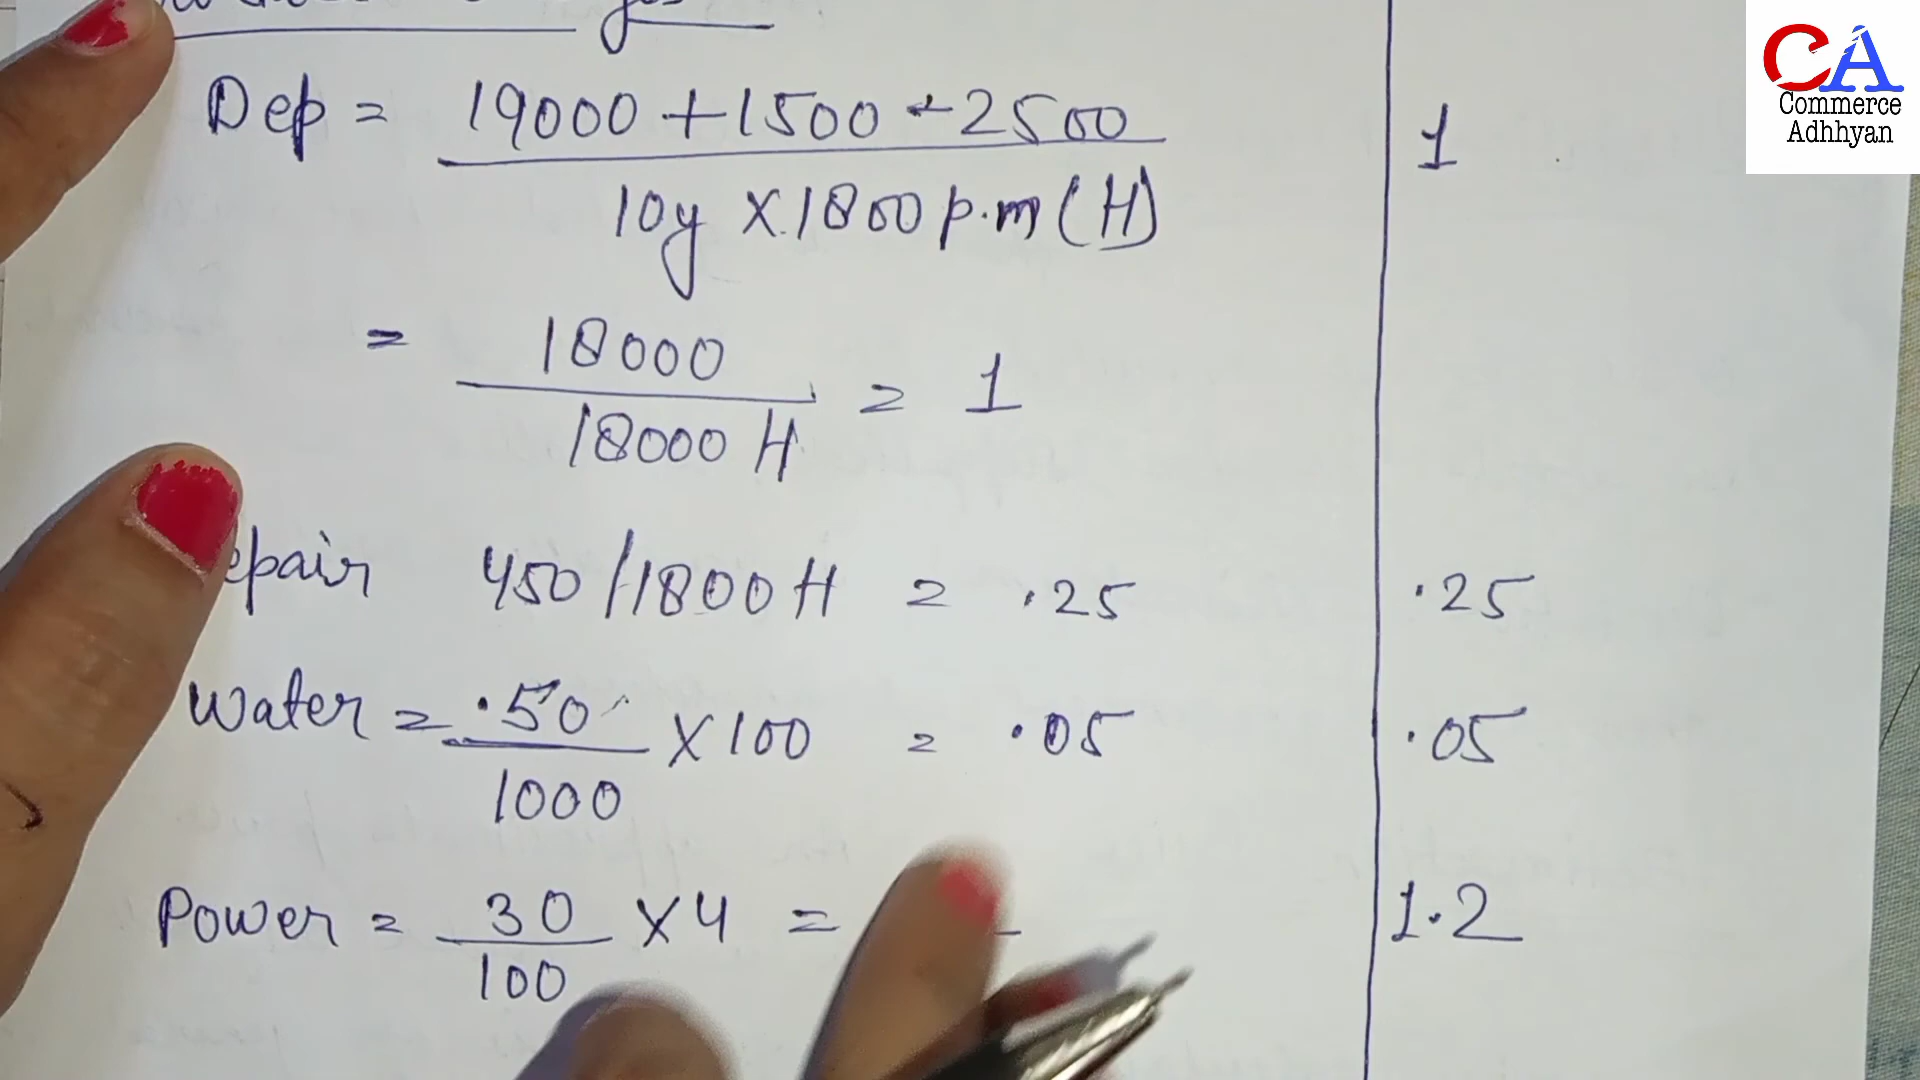 Dep = 19000 + 1500 - 2500 1
10y X 1800 p.m (H)
= 18000
18000 H = 1
epair 450 / 1800 H = .25 .25
Water = .50 X 100 = .05 .05
1000
Power = 30 X 4 = 1.2
100
CA
Commerce
Adhhyan